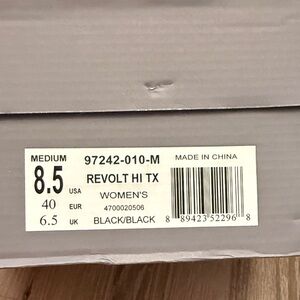 MEDIUM 97242-010-M MADE IN CHINA
8.5 USA REVOLT HI TX
40 EUR WOMEN'S
4700020506
6.5 UK BLACK/BLACK 8 89423 52296 8